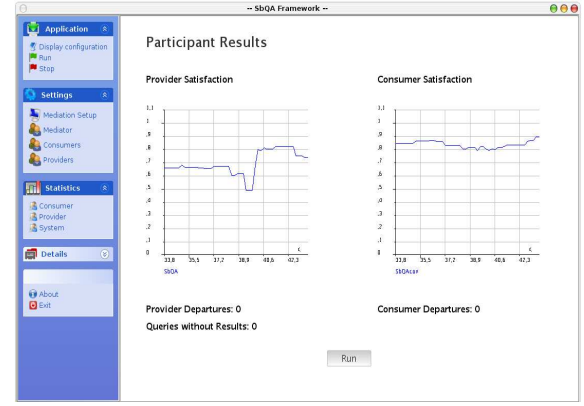 -- SbQA Framework --
Application
Display configuration
Run
Stop
Settings
Mediation Setup
Mediator
Consumers
Providers
Statistics
Consumer
Provider
System
Details
About
Exit
Participant Results
Provider Satisfaction
1,1
1
,9
,8
,7
,6
,5
,4
,3
,2
,1
0
33,8 35,5 37,2 38,9 40,6 42,3
SbQA
Consumer Satisfaction
1,1
1
,9
,8
,7
,6
,5
,4
,3
,2
,1
0
33,8 35,5 37,2 38,9 40,6 42,3
Provider Departures: 0
Consumer Departures: 0
Queries without Results: 0
Run